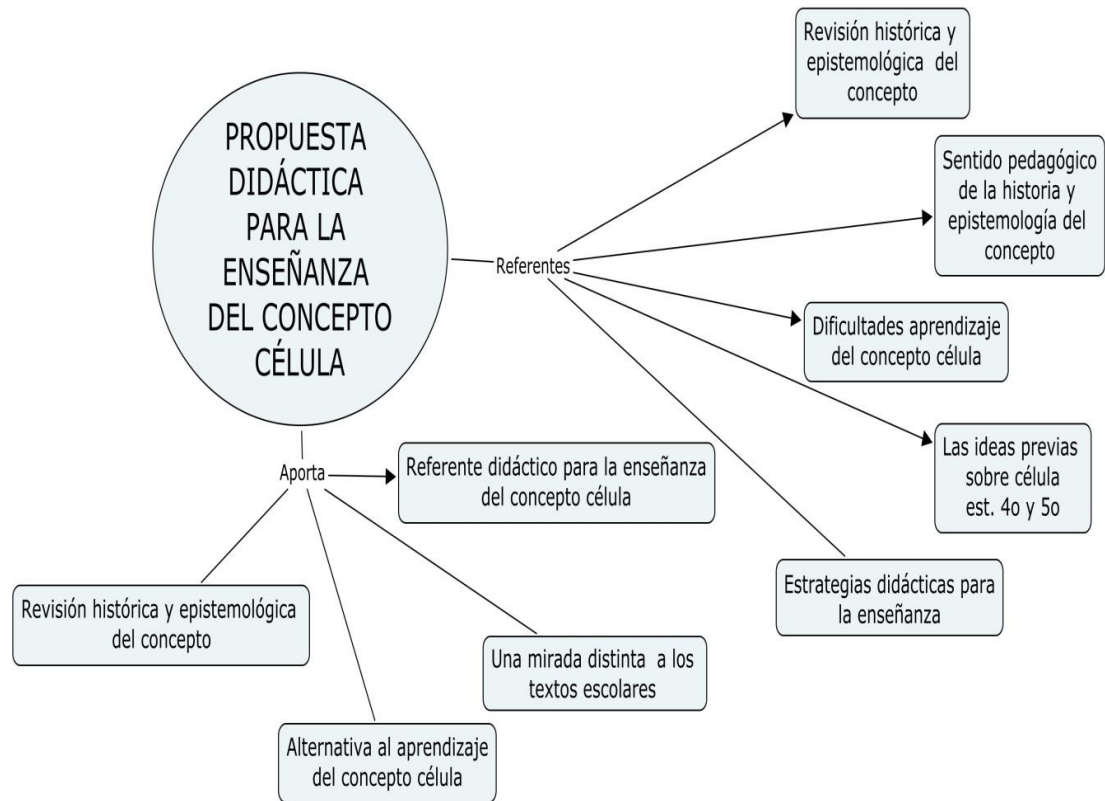 PROPUESTA
DIDÁCTICA
PARA LA
ENSEÑANZA
DEL CONCEPTO
CÉLULA
Referentes
Revisión histórica y
epistemológica del
concepto
Sentido pedagógico
de la historia y
epistemología del
concepto
Dificultades aprendizaje
del concepto célula
Las ideas previas
sobre célula
est. 4o y 5o
Estrategias didácticas para
la enseñanza
Aporta
Referente didáctico para la enseñanza
del concepto célula
Una mirada distinta a los
textos escolares
Alternativa al aprendizaje
del concepto célula
Revisión histórica y epistemológica
del concepto